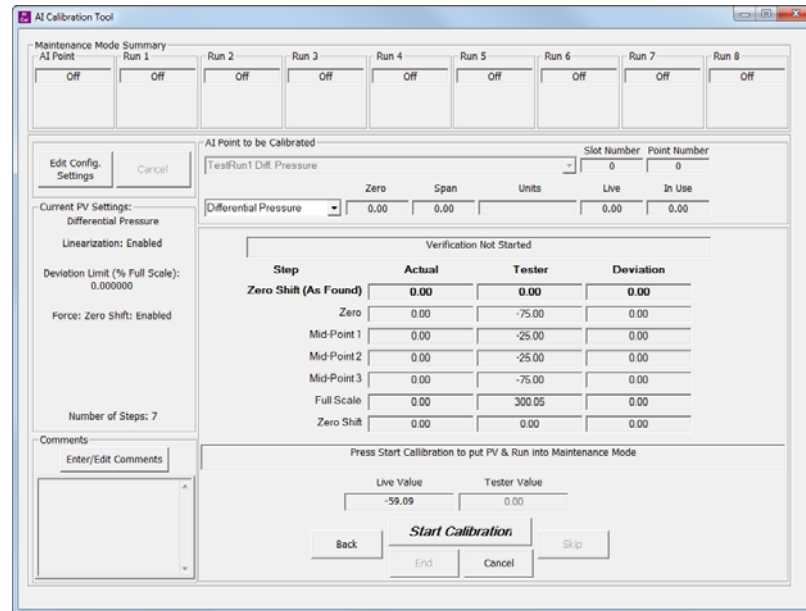 AI Calibration Tool
Maintenance Mode Summary
AI Point Run 1 Run 2 Run 3 Run 4 Run 5 Run 6 Run 7 Run 8
Off Off Off Off Off Off Off Off Off
Edit Config. Settings Cancel
AI Point to be Calibrated
Slot Number Point Number
TestRun1 Diff. Pressure 0 0
Zero Span Units Live In Use
Differential Pressure 0.00 0.00 0.00 0.00
Current PV Settings:
Differential Pressure
Linearization: Enabled
Deviation Limit (% Full Scale):
0.000000
Force: Zero Shift: Enabled
Number of Steps: 7
Verification Not Started
Step Actual Tester Deviation
Zero Shift (As Found) 0.00 0.00 0.00
Zero 0.00 -75.00 0.00
Mid-Point 1 0.00 -25.00 0.00
Mid-Point 2 0.00 -25.00 0.00
Mid-Point 3 0.00 -75.00 0.00
Full Scale 0.00 300.05 0.00
Zero Shift 0.00 0.00 0.00
Comments
Enter/Edit Comments
Press Start Callibration to put PV & Run into Maintenance Mode
Live Value Tester Value
-59.09 0.00
Back Start Calibration Skip
End Cancel